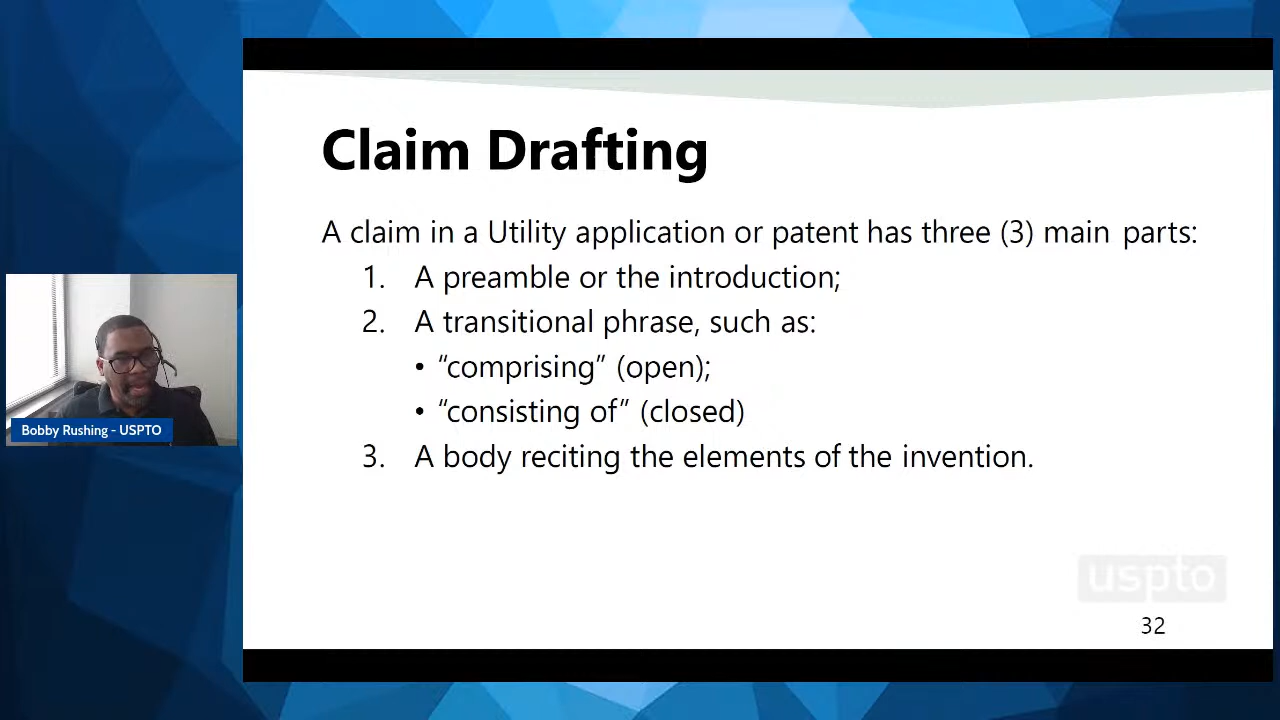 Claim Drafting
A claim in a Utility application or patent has three (3) main parts:
1. A preamble or the introduction;
2. A transitional phrase, such as:
• “comprising” (open);
• “consisting of” (closed)
3. A body reciting the elements of the invention.
Bobby Rushing - USPTO
uspto
32